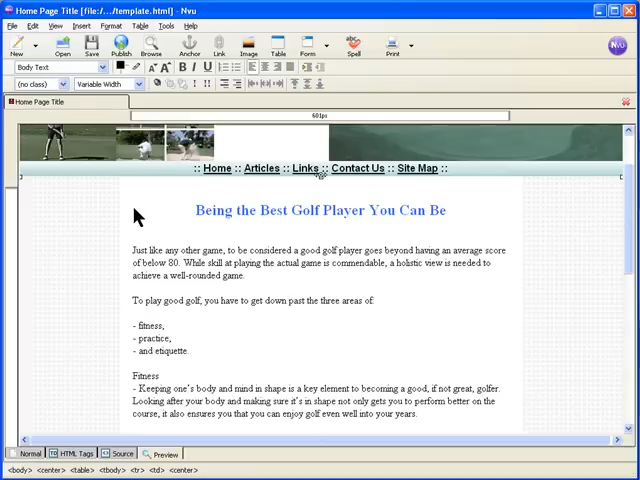 Home Page Title [file:/.../template.html] - Nvu
File Edit View Insert Format Table Tools Help
New Open Save Publish Browse Anchor Link Image Table Form Spell Print
NVU
Body Text
B I U
(no class) Variable Width
Home Page Title
601px
:: Home :: Articles :: Links :: Contact Us :: Site Map ::
Being the Best Golf Player You Can Be
Just like any other game, to be considered a good golf player goes beyond having an average score
of below 80. While skill at playing the actual game is commendable, a holistic view is needed to
achieve a well-rounded game.
To play good golf, you have to get down past the three areas of:
- fitness,
- practice,
- and etiquette.
Fitness
- Keeping one's body and mind in shape is a key element to becoming a good, if not great, golfer.
Looking after your body and making sure it's in shape not only gets you to perform better on the
course, it also ensures you that you can enjoy golf even well into your years.
Normal HTML Tags Source Preview
<body> <center> <table> <tbody> <tr> <td> <center>